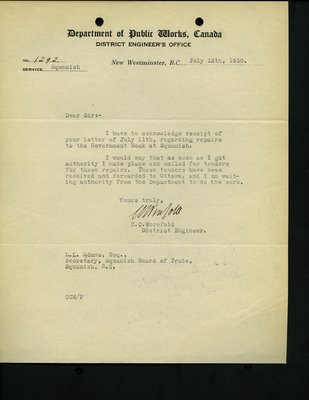 Department of Public Works, Canada
DISTRICT ENGINEER'S OFFICE
NO. 1292
SERVICE Squamish
New Westminster, B.C. July 12th, 1930.
Dear Sir:-
I have to acknowledge receipt of
your letter of July 11th, regarding repairs
to the Government Dock at Squamish.
I would say that as soon as I got
authority I made plans and called for tenders
for these repairs. These tenders have been
received and forwarded to Ottawa, and I am wait-
ing authority from the Department to do the work.
Yours truly,
C.C.Worsfold
District Engineer.
L.L. Adams, Esq.,
Secretary, Squamish Board of Trade,
Squamish, B.C.
CCW/P